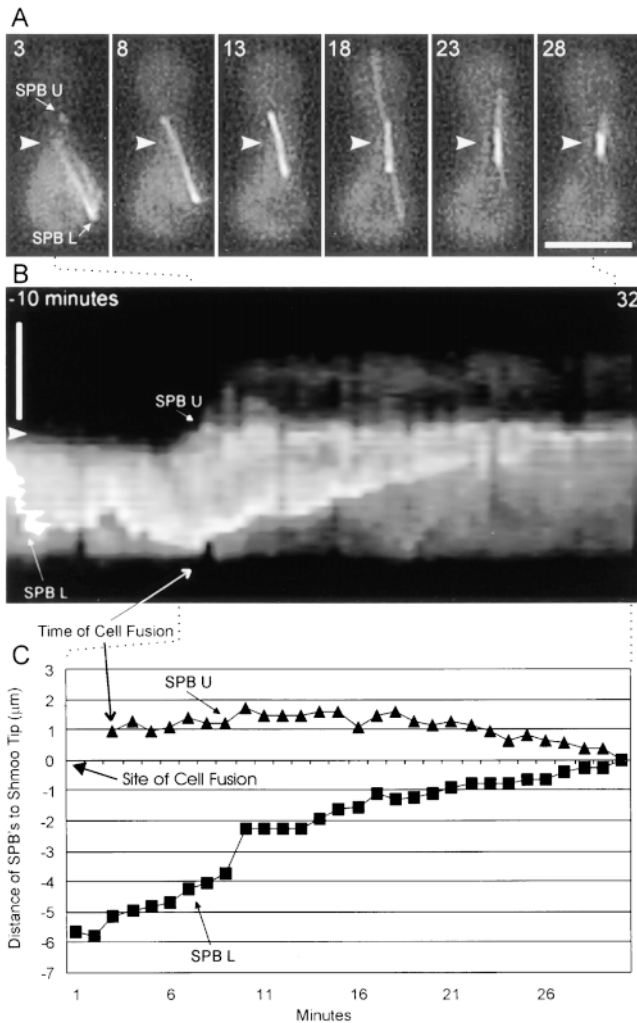 A
3 8 13 18 23 28
SPB U
SPB L
B
-10 minutes 32
SPB U
SPB L
Time of Cell Fusion
C
3
2
1
0
-1
-2
-3
-4
-5
-6
-7
Distance of SPB's to Shmoo Tip (µm)
SPB U
Site of Cell Fusion
SPB L
1 6 11 16 21 26
Minutes